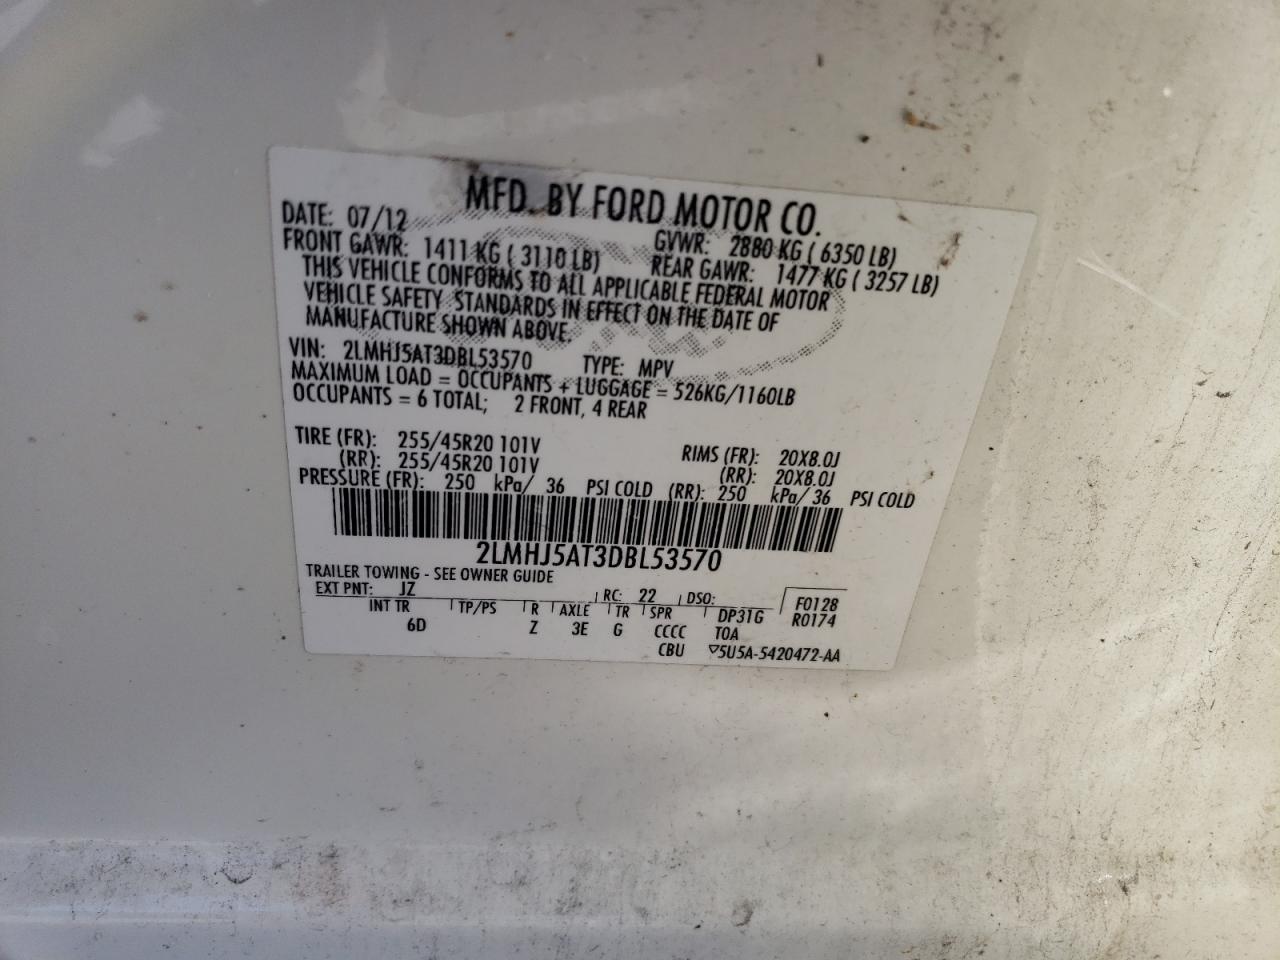 MFD. BY FORD MOTOR CO.
DATE: 07/12 GVWR: 2880 KG ( 6350 LB)
FRONT GAWR: 1411 KG ( 3110 LB) REAR GAWR: 1477 KG ( 3257 LB)
THIS VEHICLE CONFORMS TO ALL APPLICABLE FEDERAL MOTOR
VEHICLE SAFETY STANDARDS IN EFFECT ON THE DATE OF
MANUFACTURE SHOWN ABOVE.
VIN: 2LMHJ5AT3DBL53570 TYPE: MPV
MAXIMUM LOAD = OCCUPANTS + LUGGAGE = 526KG/1160LB
OCCUPANTS = 6 TOTAL; 2 FRONT, 4 REAR
TIRE (FR): 255/45R20 101V RIMS (FR): 20X8.0J
(RR): 255/45R20 101V (RR): 20X8.0J
PRESSURE (FR): 250 kPa/ 36 PSI COLD (RR): 250 kPa/ 36 PSI COLD
2LMHJ5AT3DBL53570
TRAILER TOWING - SEE OWNER GUIDE
EXT PNT: JZ RC: 22 DSO: F0128
INT TR TP/PS R AXLE TR SPR DP31G R0174
6D Z 3E G CCCC TOA
CBU ▽5U5A-5420472-AA